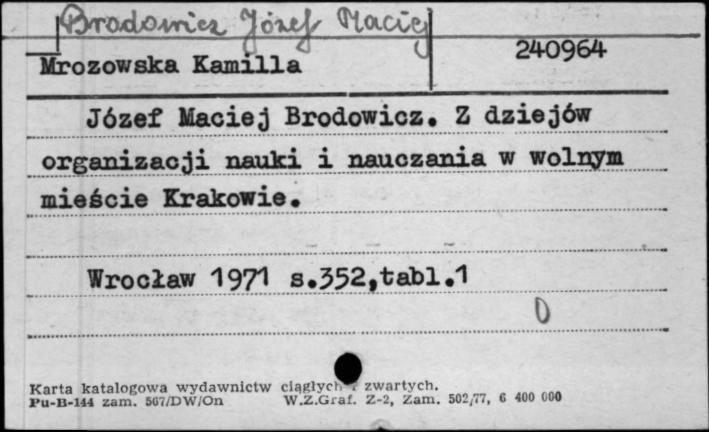 Brodowicz Józef Maciej
240964
Mrozowska Kamilla
Józef Maciej Brodowicz. Z dziejów
organizacji nauki i nauczania w wolnym
mieście Krakowie.
Wrocław 1971 s.352,tabl.1
0
Karta katalogowa wydawnictw ciągłych i zwartych.
Pu-B-144 zam. 567/DW/On W.Z.Graf. Z-2, Zam. 502/77, 6 400 000